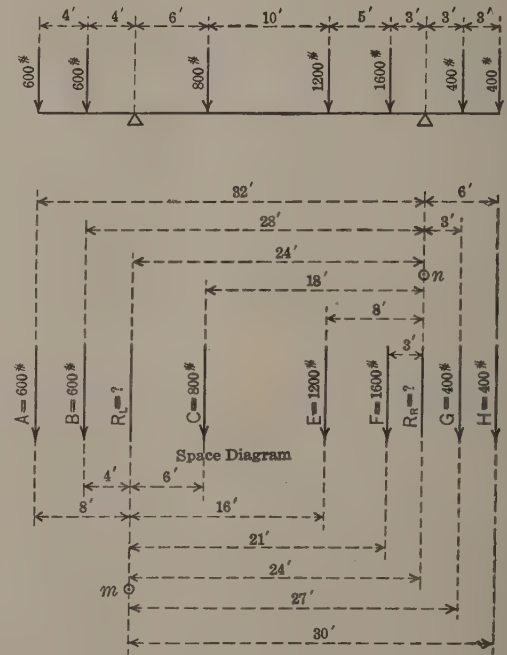 4' 4' 6' 10' 5' 3' 3' 3'
600# 600# 800# 1200# 1600# 400# 400#
32' 6'
28' 3'
24'
n
18'
8'
3'
A=600# B=600# R_L=? C=800# E=1200# F=1600# R_R=? G=400# H=400#
Space Diagram
4' 6'
8' 16'
21'
24'
m
27'
30'